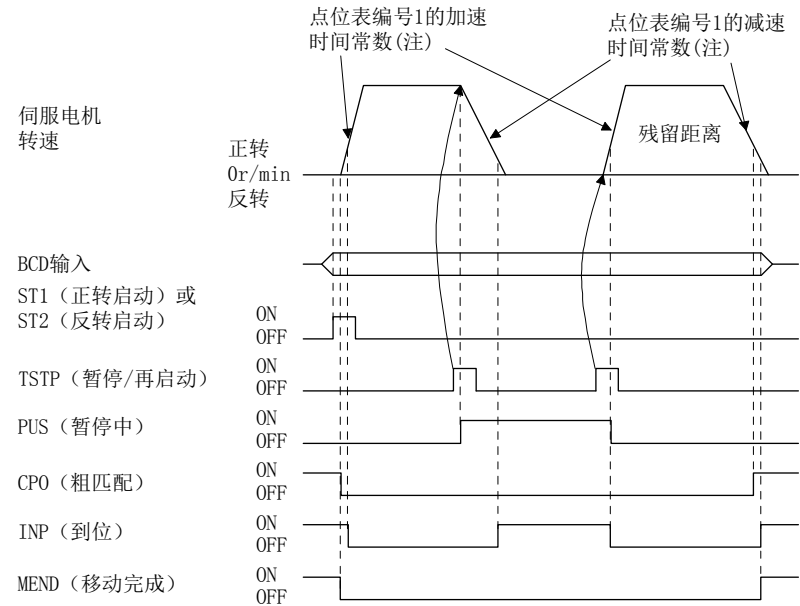 点位表编号1的加速
时间常数(注)
点位表编号1的减速
时间常数(注)
伺服电机
转速
残留距离
正转
0r/min
反转
BCD输入
ST1（正转启动）或
ST2（反转启动）
ON
OFF
TSTP（暂停/再启动）
ON
OFF
PUS（暂停中）
ON
OFF
CPO（粗匹配）
ON
OFF
INP（到位）
ON
OFF
MEND（移动完成）
ON
OFF